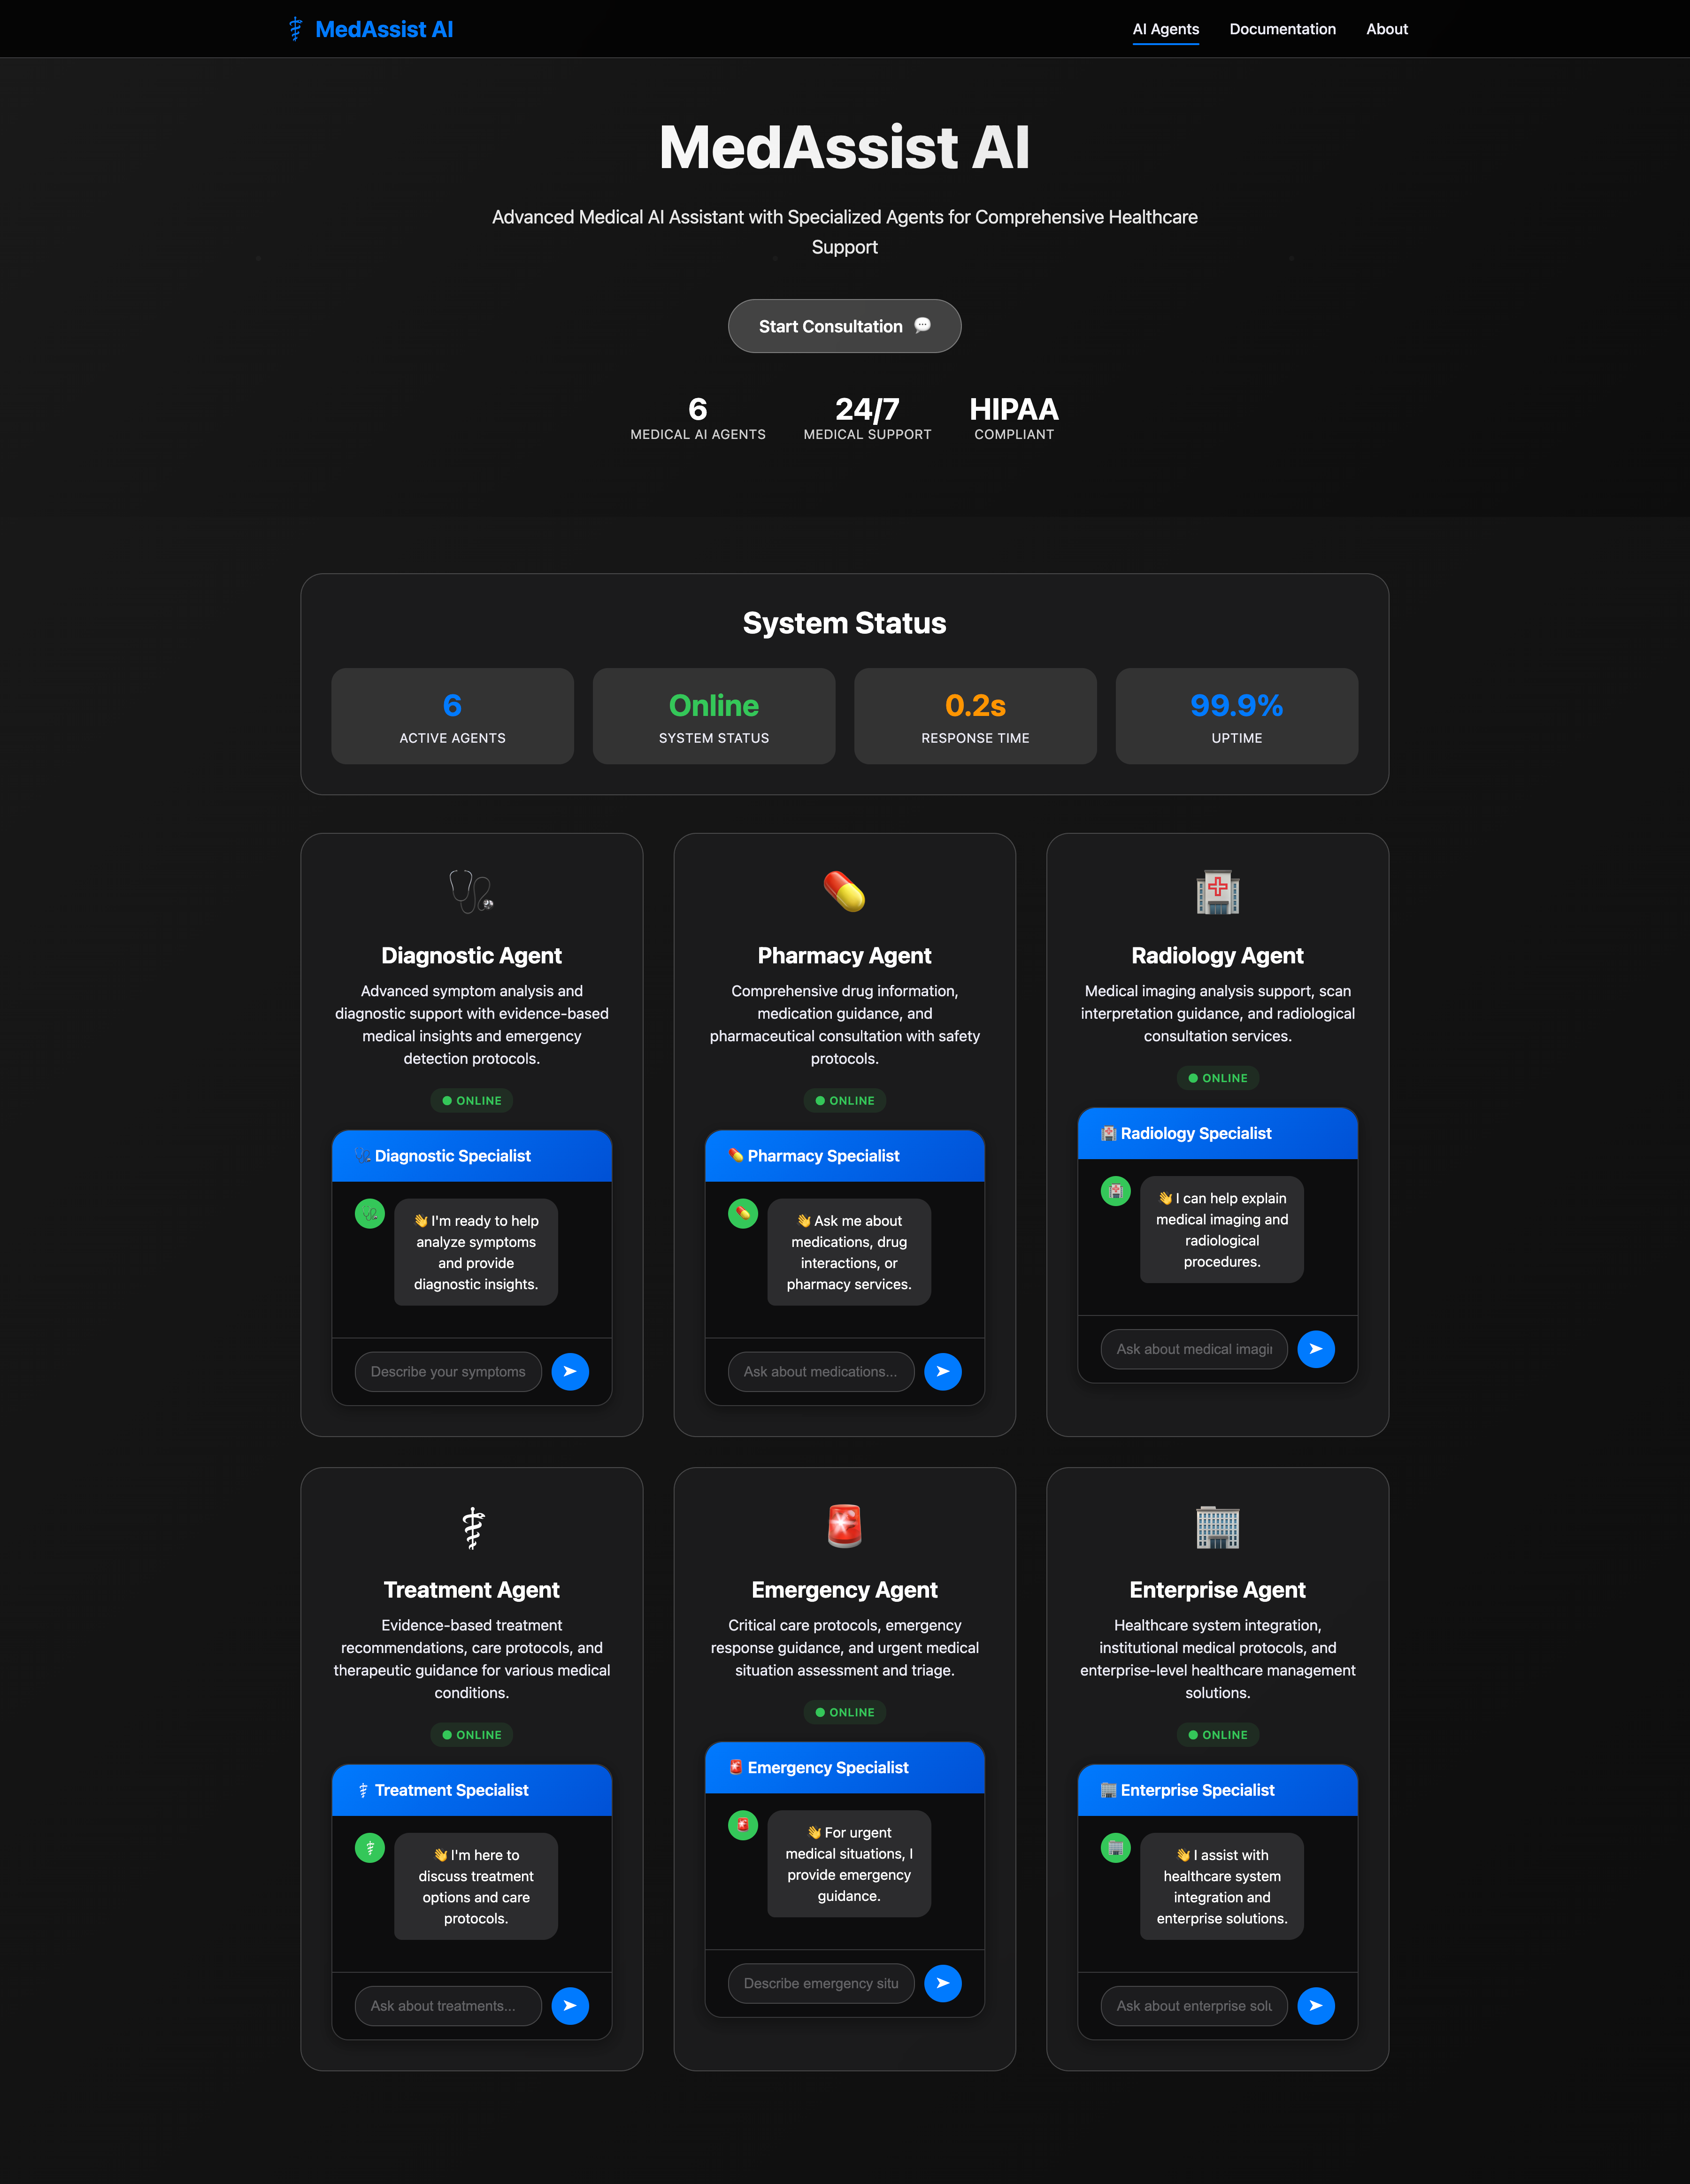 MedAssist AI
AI Agents Documentation About
MedAssist AI
Advanced Medical AI Assistant with Specialized Agents for Comprehensive Healthcare
Support
Start Consultation
6
MEDICAL AI AGENTS
24/7
MEDICAL SUPPORT
HIPAA
COMPLIANT
System Status
6
ACTIVE AGENTS
Online
SYSTEM STATUS
0.2s
RESPONSE TIME
99.9%
UPTIME
Diagnostic Agent
Advanced symptom analysis and
diagnostic support with evidence-based
medical insights and emergency
detection protocols.
ONLINE
Diagnostic Specialist
👋 I'm ready to help
analyze symptoms
and provide
diagnostic insights.
Describe your symptoms
Pharmacy Agent
Comprehensive drug information,
medication guidance, and
pharmaceutical consultation with safety
protocols.
ONLINE
Pharmacy Specialist
👋 Ask me about
medications, drug
interactions, or
pharmacy services.
Ask about medications...
Radiology Agent
Medical imaging analysis support, scan
interpretation guidance, and radiological
consultation services.
ONLINE
Radiology Specialist
👋 I can help explain
medical imaging and
radiological
procedures.
Ask about medical imagi
Treatment Agent
Evidence-based treatment
recommendations, care protocols, and
therapeutic guidance for various medical
conditions.
ONLINE
Treatment Specialist
👋 I'm here to
discuss treatment
options and care
protocols.
Ask about treatments...
Emergency Agent
Critical care protocols, emergency
response guidance, and urgent medical
situation assessment and triage.
ONLINE
Emergency Specialist
👋 For urgent
medical situations, I
provide emergency
guidance.
Describe emergency situ
Enterprise Agent
Healthcare system integration,
institutional medical protocols, and
enterprise-level healthcare management
solutions.
ONLINE
Enterprise Specialist
👋 I assist with
healthcare system
integration and
enterprise solutions.
Ask about enterprise solu